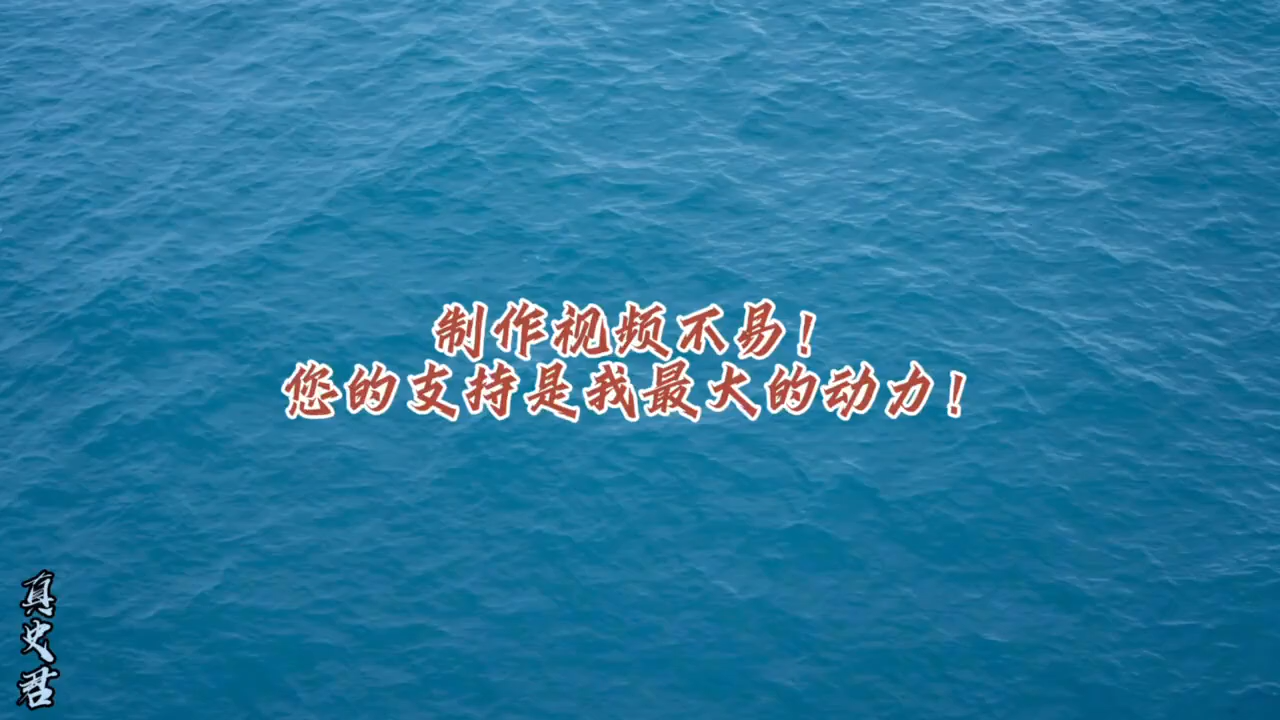 制作视频不易！
您的支持是我最大的动力！
真史君